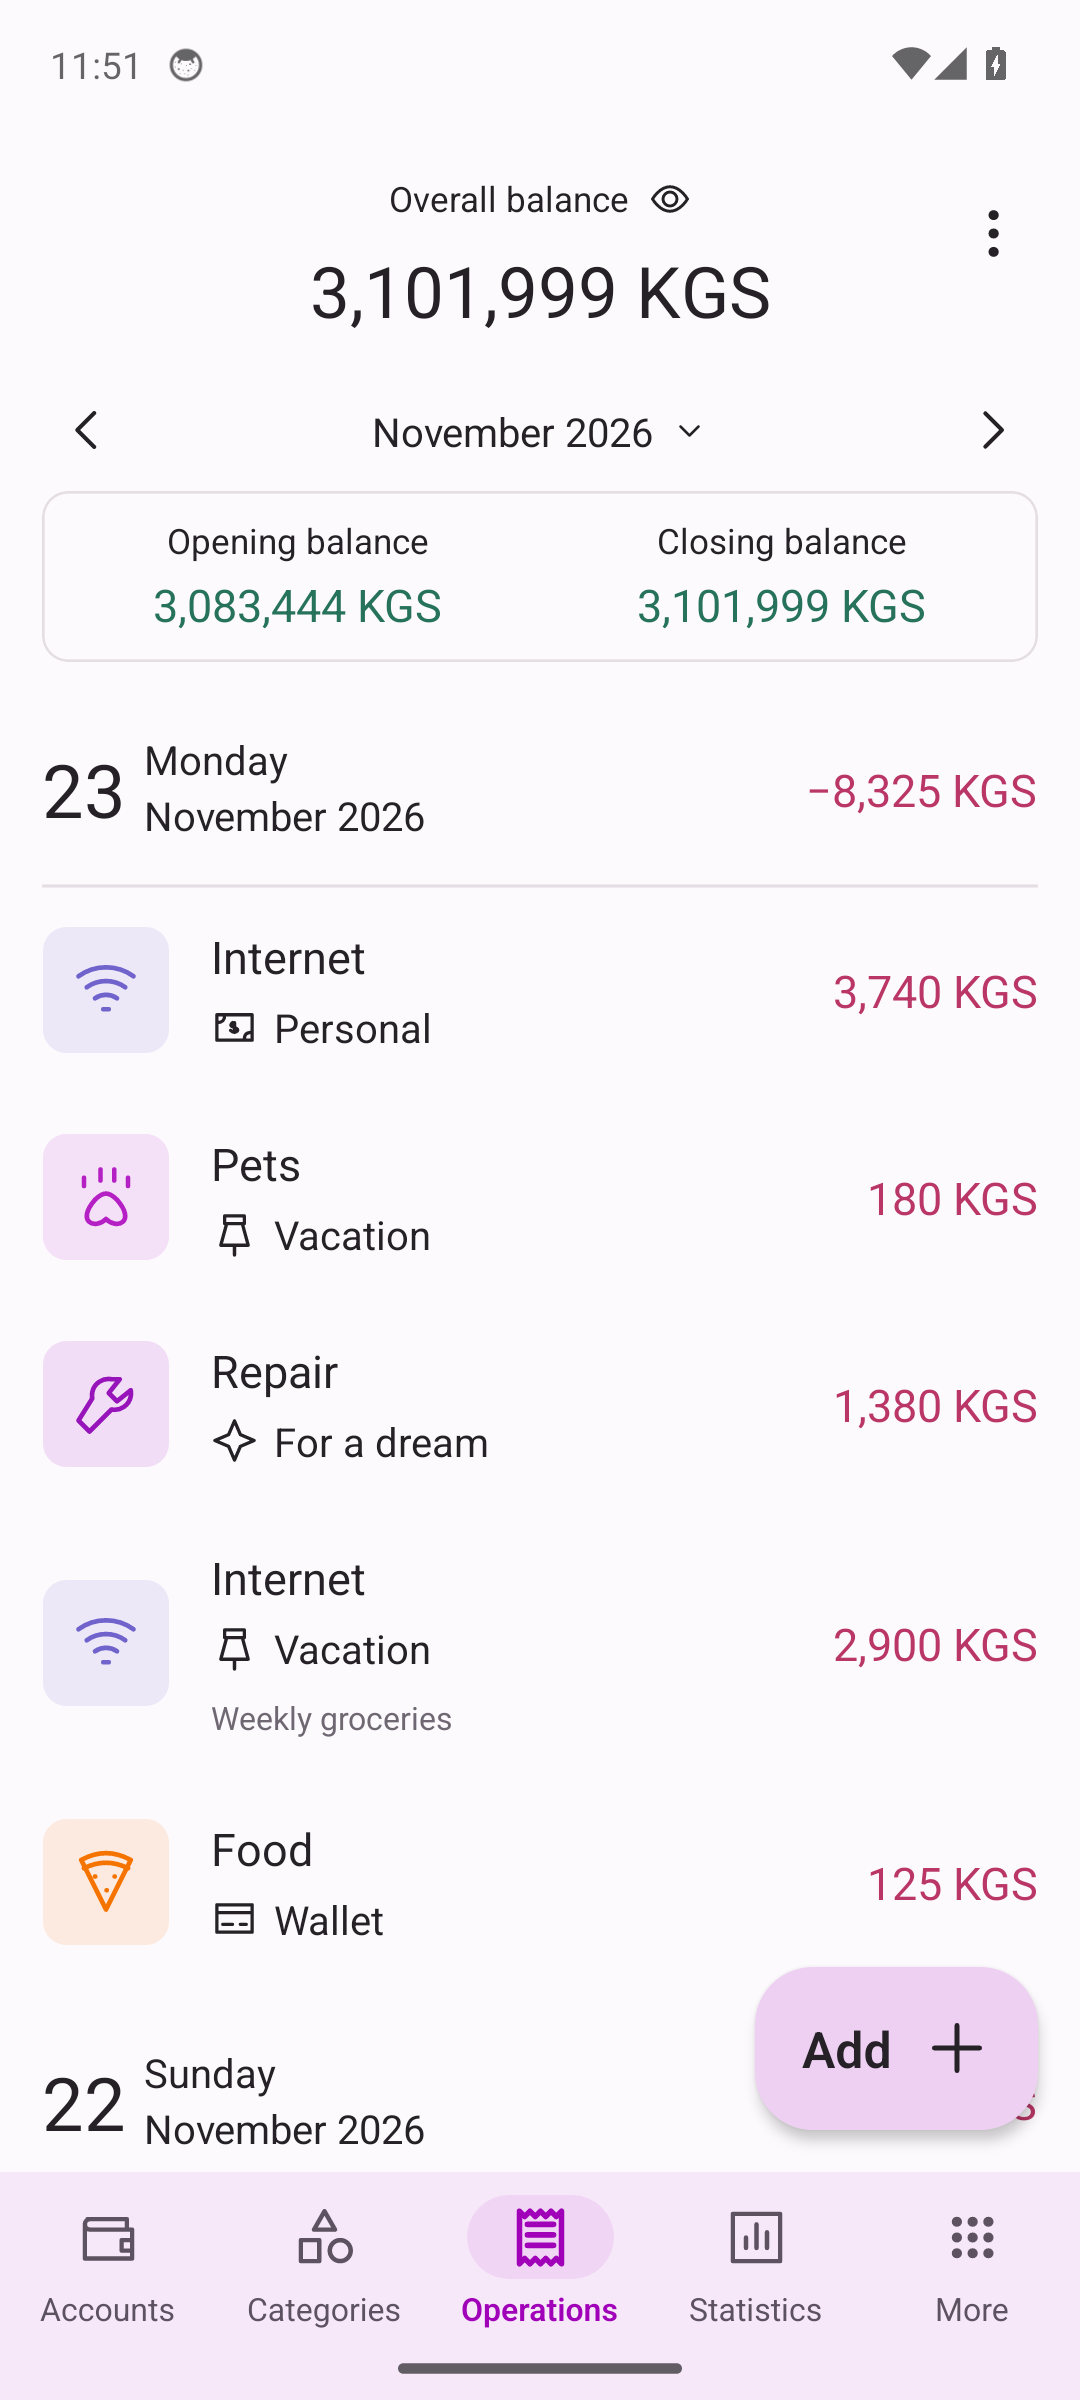 11:51
Overall balance
3,101,999 KGS
November 2026
Opening balance
Closing balance
3,083,444 KGS
3,101,999 KGS
23
Monday
November 2026
−8,325 KGS
Internet
Personal
3,740 KGS
Pets
Vacation
180 KGS
Repair
For a dream
1,380 KGS
Internet
Vacation
Weekly groceries
2,900 KGS
Food
Wallet
125 KGS
Add
22
Sunday
November 2026
Accounts
Categories
Operations
Statistics
More